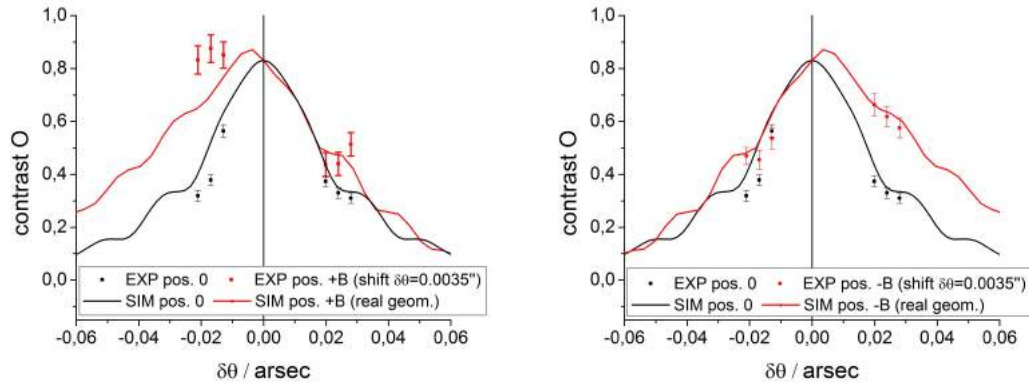 contrast O
1,0
0,8
0,6
0,4
0,2
0,0
EXP pos. 0
EXP pos. +B (shift δθ=0.0035")
SIM pos. 0
SIM pos. +B (real geom.)
-0,06 -0,04 -0,02 0,00 0,02 0,04 0,06
δθ / arsec
contrast O
1,0
0,8
0,6
0,4
0,2
0,0
EXP pos. 0
EXP pos. -B (shift δθ=0.0035")
SIM pos. 0
SIM pos. -B (real geom.)
-0,06 -0,04 -0,02 0,00 0,02 0,04 0,06
δθ / arsec